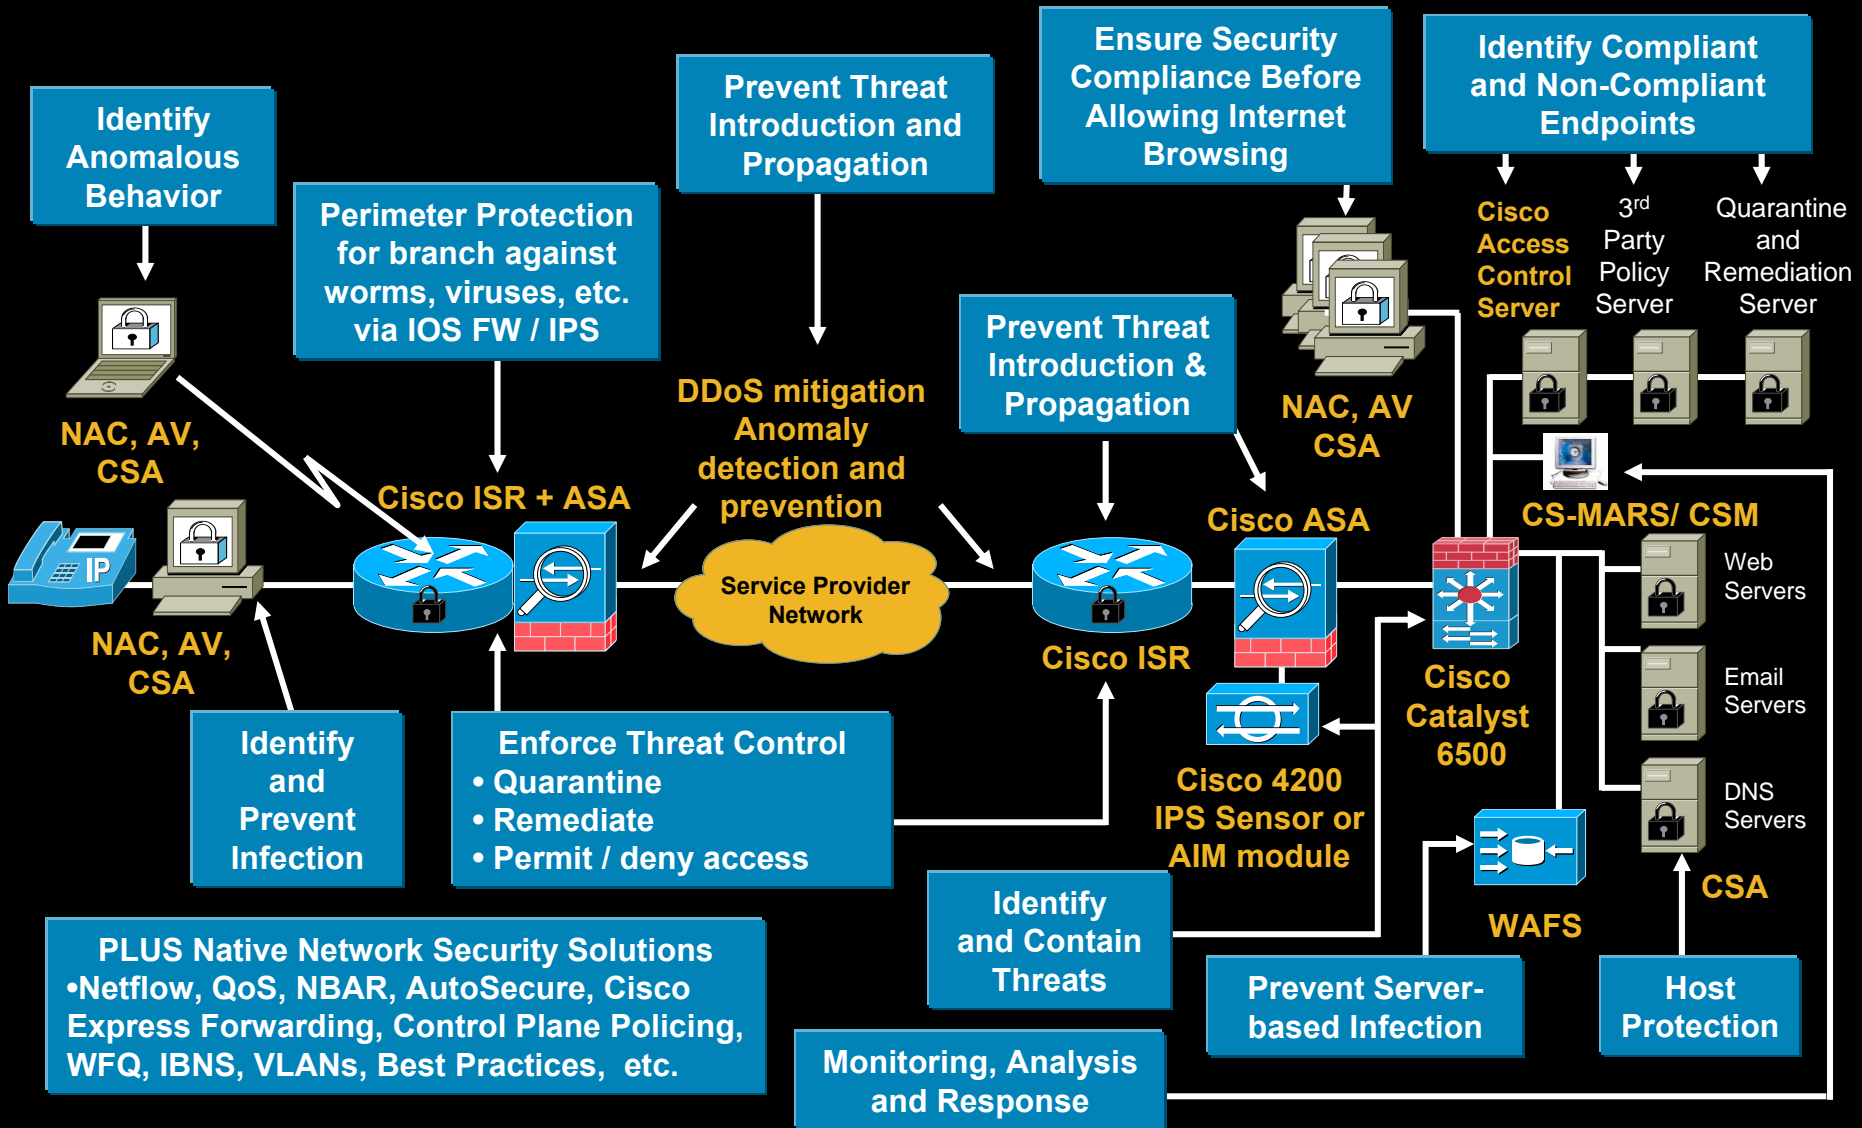 Identify
Anomalous
Behavior
Prevent Threat
Introduction and
Propagation
Ensure Security
Compliance Before
Allowing Internet
Browsing
Identify Compliant
and Non-Compliant
Endpoints
Perimeter Protection
for branch against
worms, viruses, etc.
via IOS FW / IPS
Prevent Threat
Introduction &
Propagation
Cisco
Access
Control
Server
3rd
Party
Policy
Server
Quarantine
and
Remediation
Server
NAC, AV,
CSA
DDoS mitigation
Anomaly
detection and
prevention
NAC, AV
CSA
Cisco ISR + ASA
Cisco ASA
CS-MARS/ CSM
IP
Service Provider
Network
Web
Servers
NAC, AV,
CSA
Cisco ISR
Cisco
Catalyst
6500
Email
Servers
Identify
and
Prevent
Infection
Enforce Threat Control
• Quarantine
• Remediate
• Permit / deny access
Cisco 4200
IPS Sensor or
AIM module
DNS
Servers
CSA
WAFS
PLUS Native Network Security Solutions
•Netflow, QoS, NBAR, AutoSecure, Cisco
Express Forwarding, Control Plane Policing,
WFQ, IBNS, VLANs, Best Practices, etc.
Identify
and Contain
Threats
Prevent Server-
based Infection
Host
Protection
Monitoring, Analysis
and Response